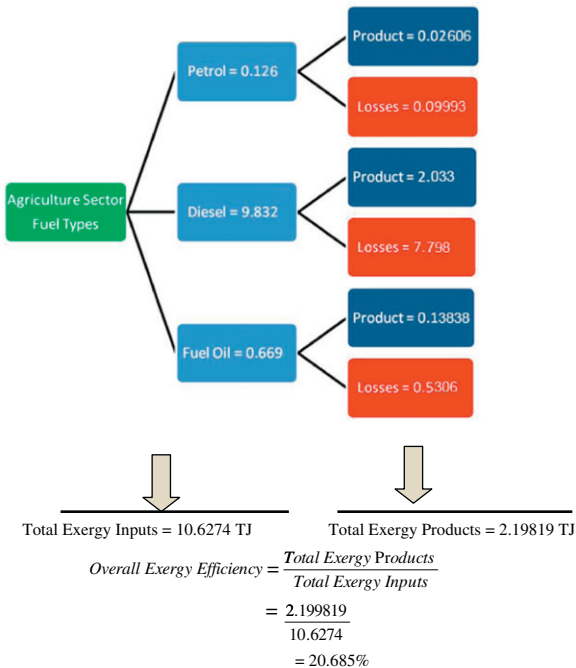 Product = 0.02606
Petrol = 0.126
Losses = 0.09993
Agriculture Sector
Fuel Types
Product = 2.033
Diesel = 9.832
Losses = 7.798
Product = 0.13838
Fuel Oil = 0.669
Losses = 0.5306
Total Exergy Inputs = 10.6274 TJ
Total Exergy Products = 2.19819 TJ
Overall Exergy Efficiency = Total Exergy Products
Total Exergy Inputs
= 2.199819
10.6274
= 20.685%